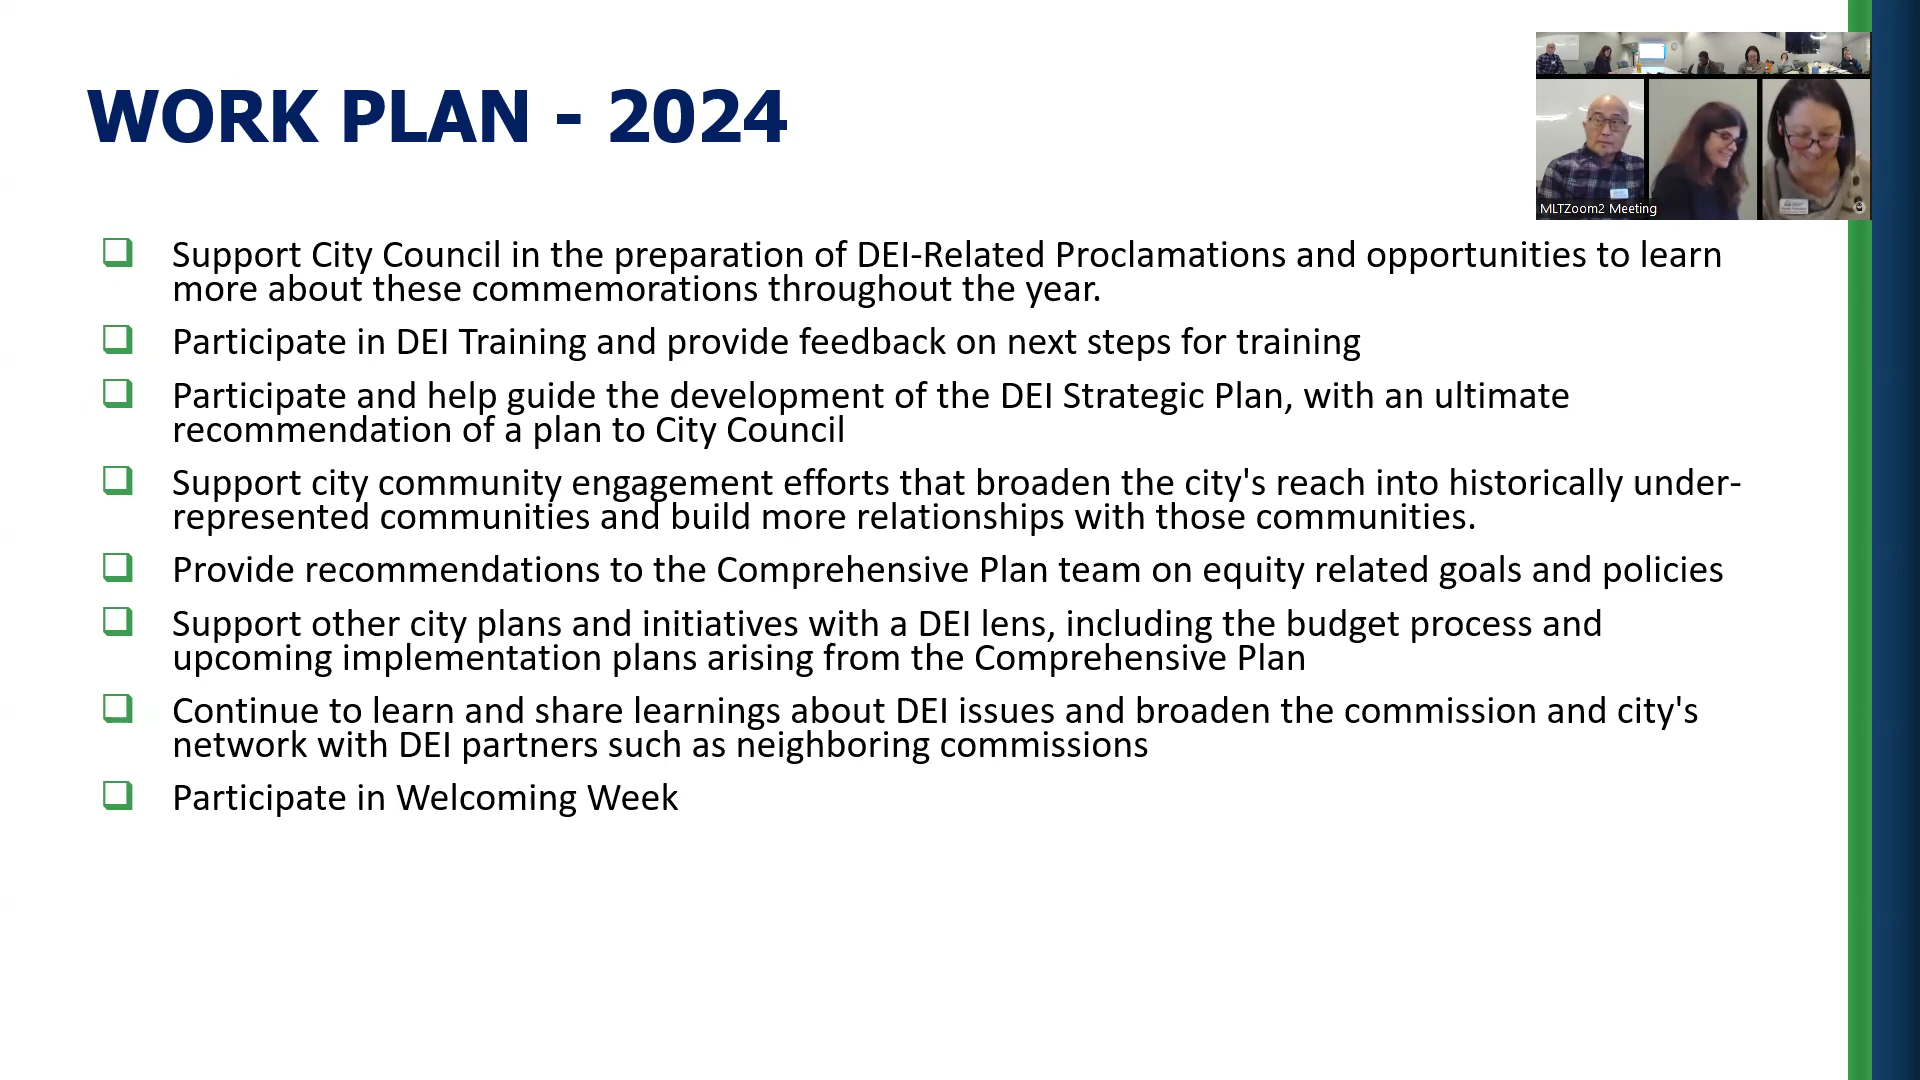 WORK PLAN - 2024
MLTZoom2 Meeting
Support City Council in the preparation of DEI-Related Proclamations and opportunities to learn
more about these commemorations throughout the year.
Participate in DEI Training and provide feedback on next steps for training
Participate and help guide the development of the DEI Strategic Plan, with an ultimate
recommendation of a plan to City Council
Support city community engagement efforts that broaden the city's reach into historically under-
represented communities and build more relationships with those communities.
Provide recommendations to the Comprehensive Plan team on equity related goals and policies
Support other city plans and initiatives with a DEI lens, including the budget process and
upcoming implementation plans arising from the Comprehensive Plan
Continue to learn and share learnings about DEI issues and broaden the commission and city's
network with DEI partners such as neighboring commissions
Participate in Welcoming Week